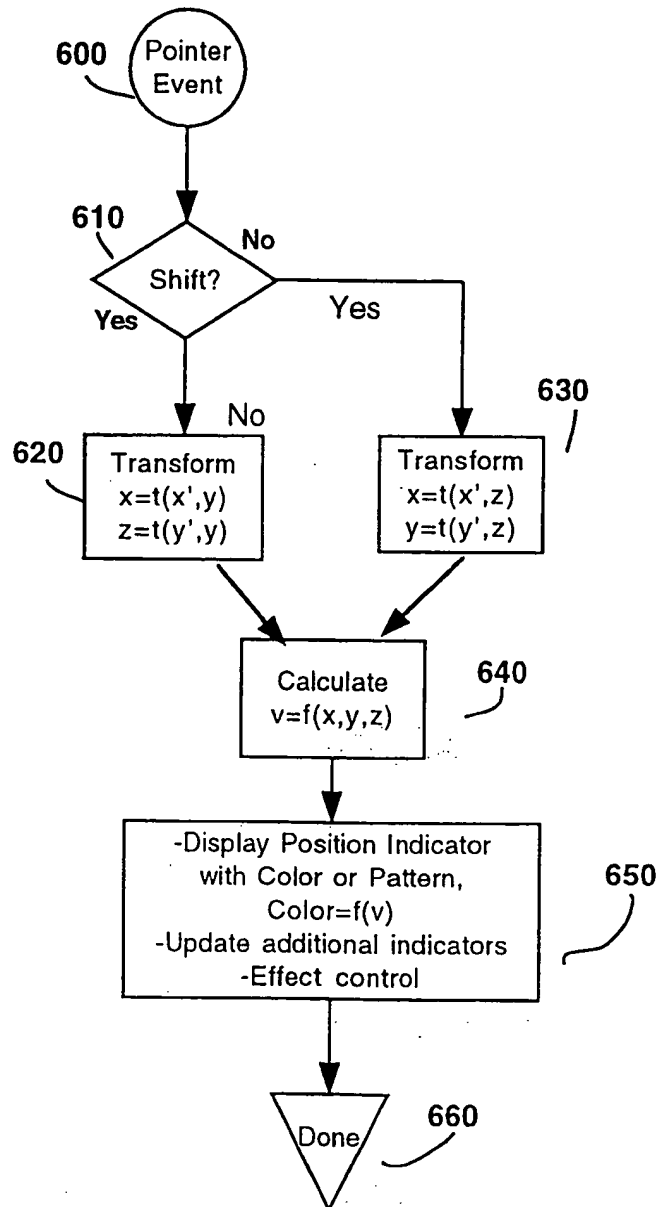 600
Pointer
Event
610
No
Shift?
Yes
Yes
No
630
620
Transform
x=t(x',y)
z=t(y',y)
Transform
x=t(x',z)
y=t(y',z)
Calculate
v=f(x,y,z)
640
-Display Position Indicator
with Color or Pattern,
Color=f(v)
-Update additional indicators
-Effect control
650
Done
660